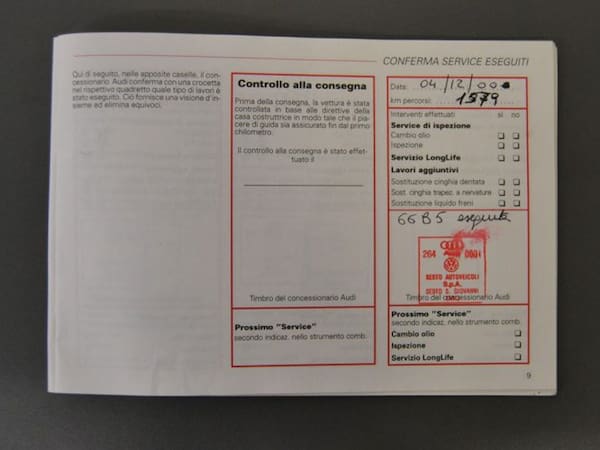 CONFERMA SERVICE ESEGUITI
Qui di seguito, nelle apposite caselle, il con-
cessionario Audi conferma con una crocetta
nel rispettivo quadretto quale tipo di lavori è
stato eseguito. Ciò fornisce una visione d'in-
sieme ed elimina equivoci.
Controllo alla consegna
Prima della consegna, la vettura è stata
controllata in base alle direttive della
casa costruttrice in modo tale che il pia-
cere di guida sia assicurato fin dal primo
chilometro.
Il controllo alla consegna è stato effet-
tuato il
Timbro del concessionario Audi
Prossimo "Service"
secondo indicaz. nello strumento comb.
Data: 04/12/00
km percorsi: 1579
Interventi effettuati sì no
Service di ispezione
Cambio olio
Ispezione
Servizio LongLife
Lavori aggiuntivi
Sostituzione cinghia dentata
Sost. cinghia trapez. a nervature
Sostituzione liquido freni
66B5 eseguita
Audi
264 0001
SESTO AUTOVEICOLI
S.p.A.
SESTO S. GIOVANNI
Timbro del concessionario Audi
Prossimo "Service"
secondo indicaz. nello strumento comb.
Cambio olio
Ispezione
Servizio LongLife
9